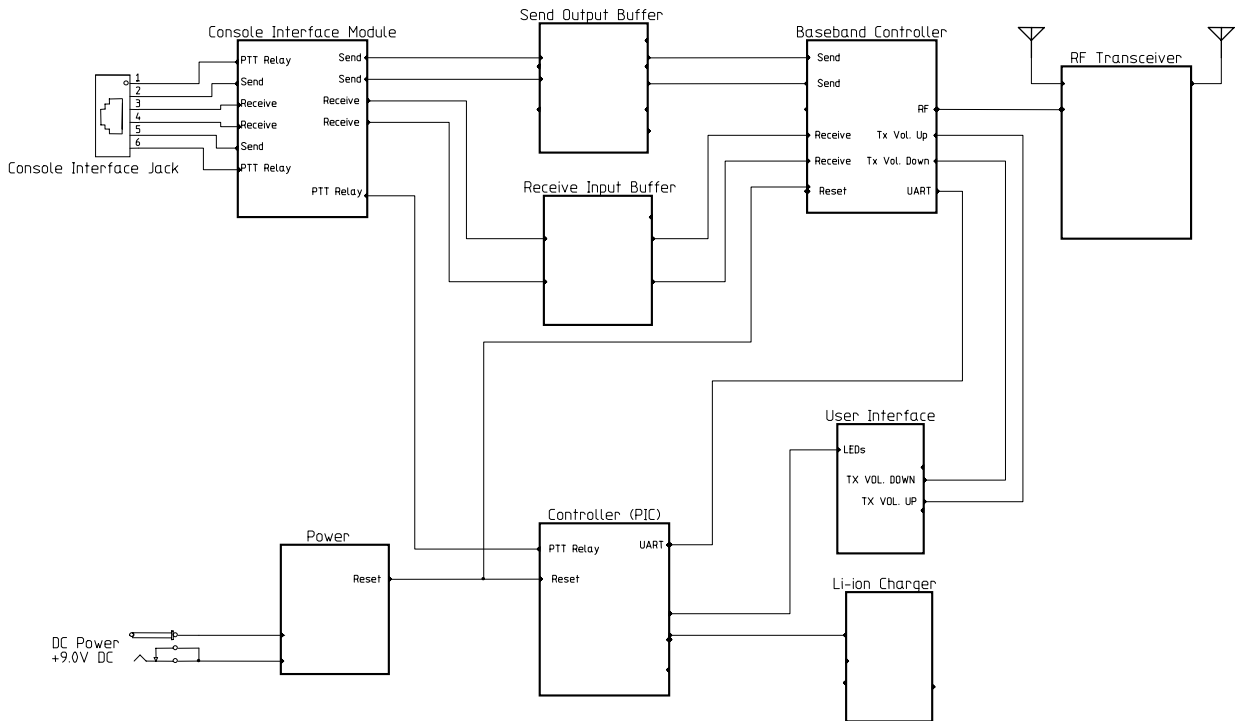 Send Output Buffer
Console Interface Module
Baseband Controller
RF Transceiver
PTT Relay
Send
Receive
Receive
Send
PTT Relay
Send
Send
Receive
Receive
PTT Relay
1
2
3
4
5
6
Console Interface Jack
Send
Send
Receive
Receive
Reset
RF
Tx Vol. Up
Tx Vol. Down
UART
Receive Input Buffer
User Interface
LEDs
TX VOL. DOWN
TX VOL. UP
Controller (PIC)
PTT Relay
Reset
UART
Power
Reset
Li-ion Charger
DC Power
+9.0V DC